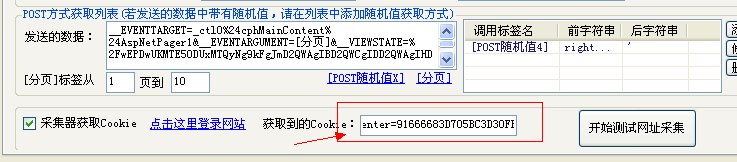 POST方式获取列表(若发送的数据中带有随机值,请在列表中添加随机值获取方式)
发送的数据:
__EVENTTARGET=_ctl0%24cphMainContent%
24AspNetPager1&__EVENTARGUMENT=[分页]&__VIEWSTATE=%
2FwEPDwUKMTE5ODUxMTQyNg9kFgJmD2QWAgIBD2QWCgIDD2QWAgIHD
调用标签名 前字符串 后字符串
[POST随机值4] right... '
[分页]标签从 1 页到 10 [POST随机值X] [分页]
采集器获取Cookie 点击这里登录网站 获取到的Cookie: enter=91666683D705BC3D30FF
开始测试网址采集